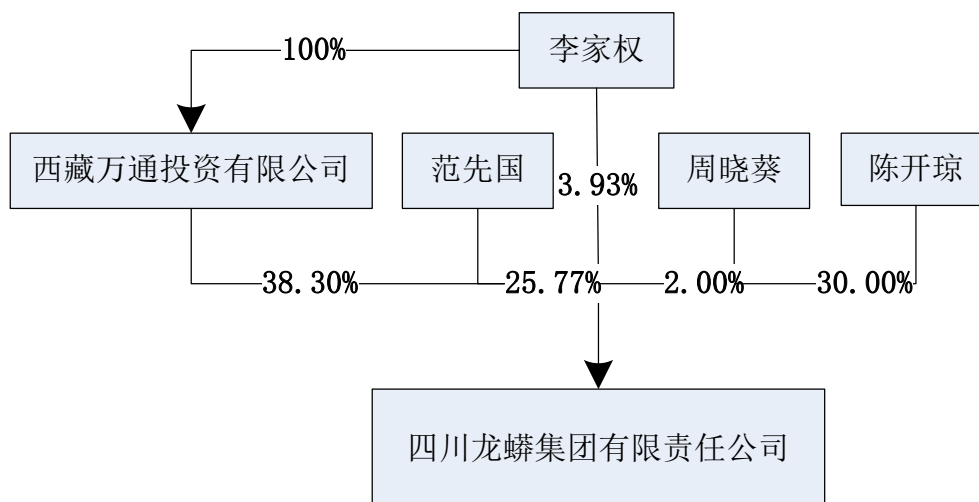 100%
李家权
西藏万通投资有限公司
范先国
周晓葵
陈开琼
3.93%
38.30%
25.77%
2.00%
30.00%
四川龙蟒集团有限责任公司